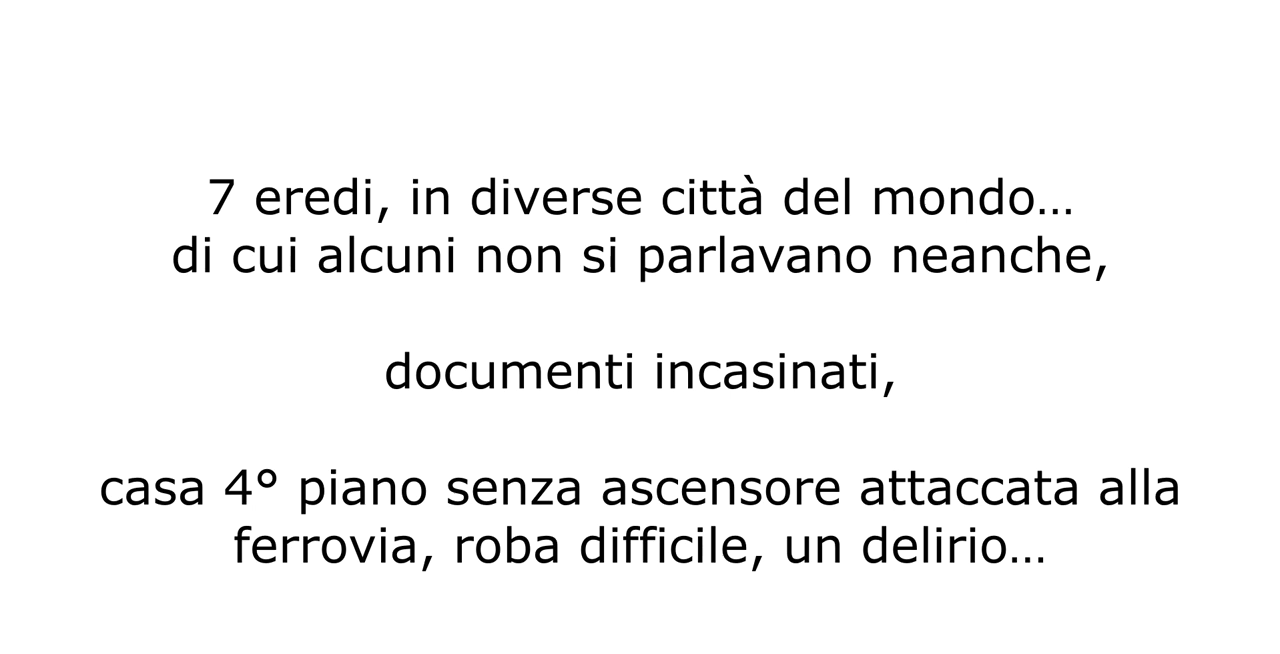 7 eredi, in diverse città del mondo…
di cui alcuni non si parlavano neanche,
documenti incasinati,
casa 4° piano senza ascensore attaccata alla
ferrovia, roba difficile, un delirio…